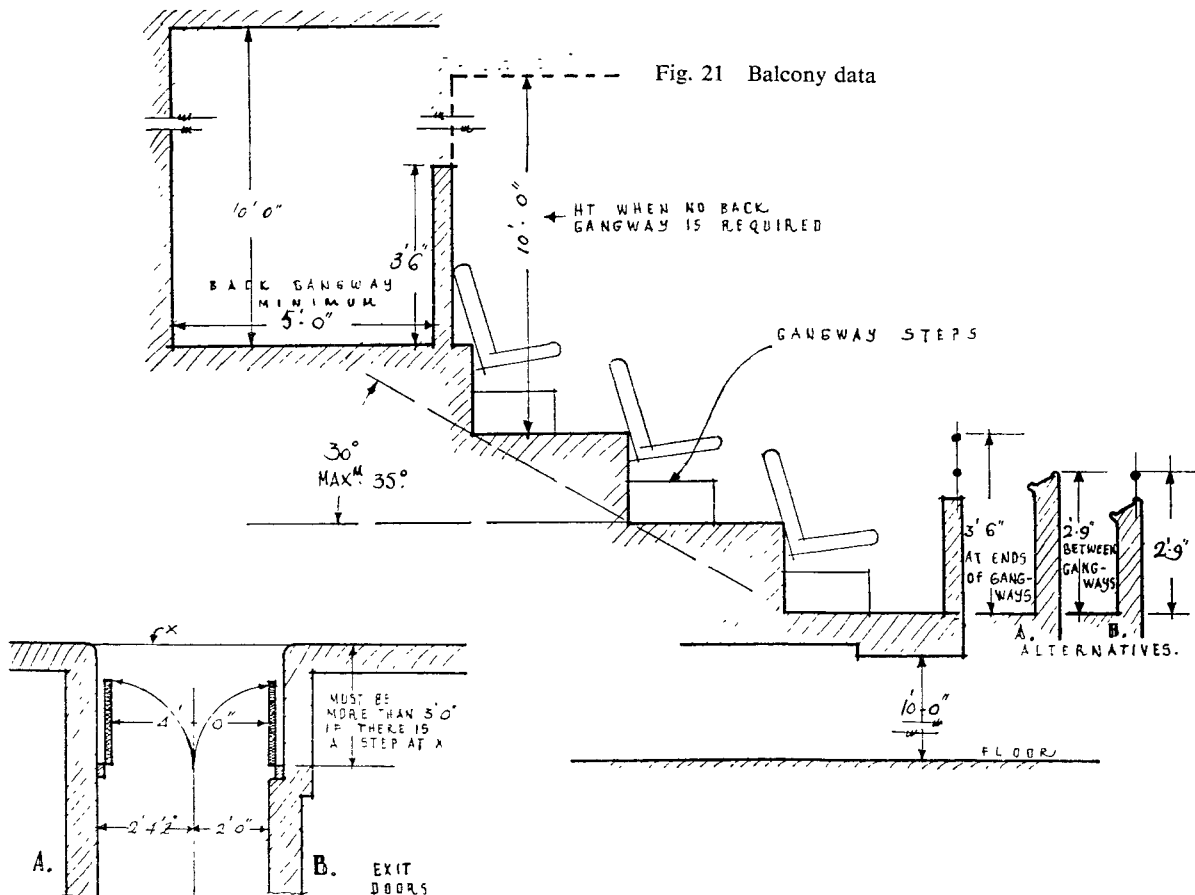 Fig. 21 Balcony data
10'-0"
10'-0"
HT WHEN NO BACK
GANGWAY IS REQUIRED
3'6"
BACK GANGWAY
MINIMUM
5'-0"
GANGWAY STEPS
30°
MAXM 35°
3'6"
AT ENDS
OF GANG-
WAYS
2'9"
BETWEEN
GANG-
WAYS
2'9"
A. B.
ALTERNATIVES.
X
MUST BE
MORE THAN 3'0"
IF THERE IS
A STEP AT X
4' 0"
10'-0"
FLOOR
2'4½" 2'0"
A. B.
EXIT
DOORS